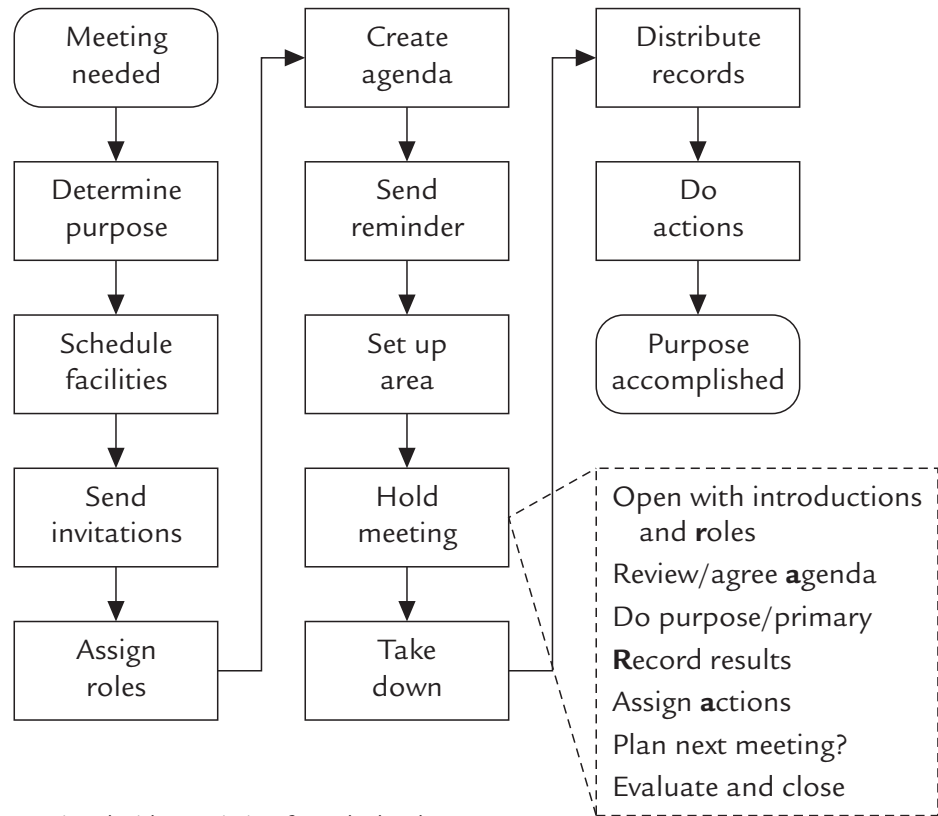 Meeting
needed
Determine
purpose
Schedule
facilities
Send
invitations
Assign
roles
Create
agenda
Send
reminder
Set up
area
Hold
meeting
Take
down
Distribute
records
Do
actions
Purpose
accomplished
Open with introductions
and roles
Review/agree agenda
Do purpose/primary
Record results
Assign actions
Plan next meeting?
Evaluate and close